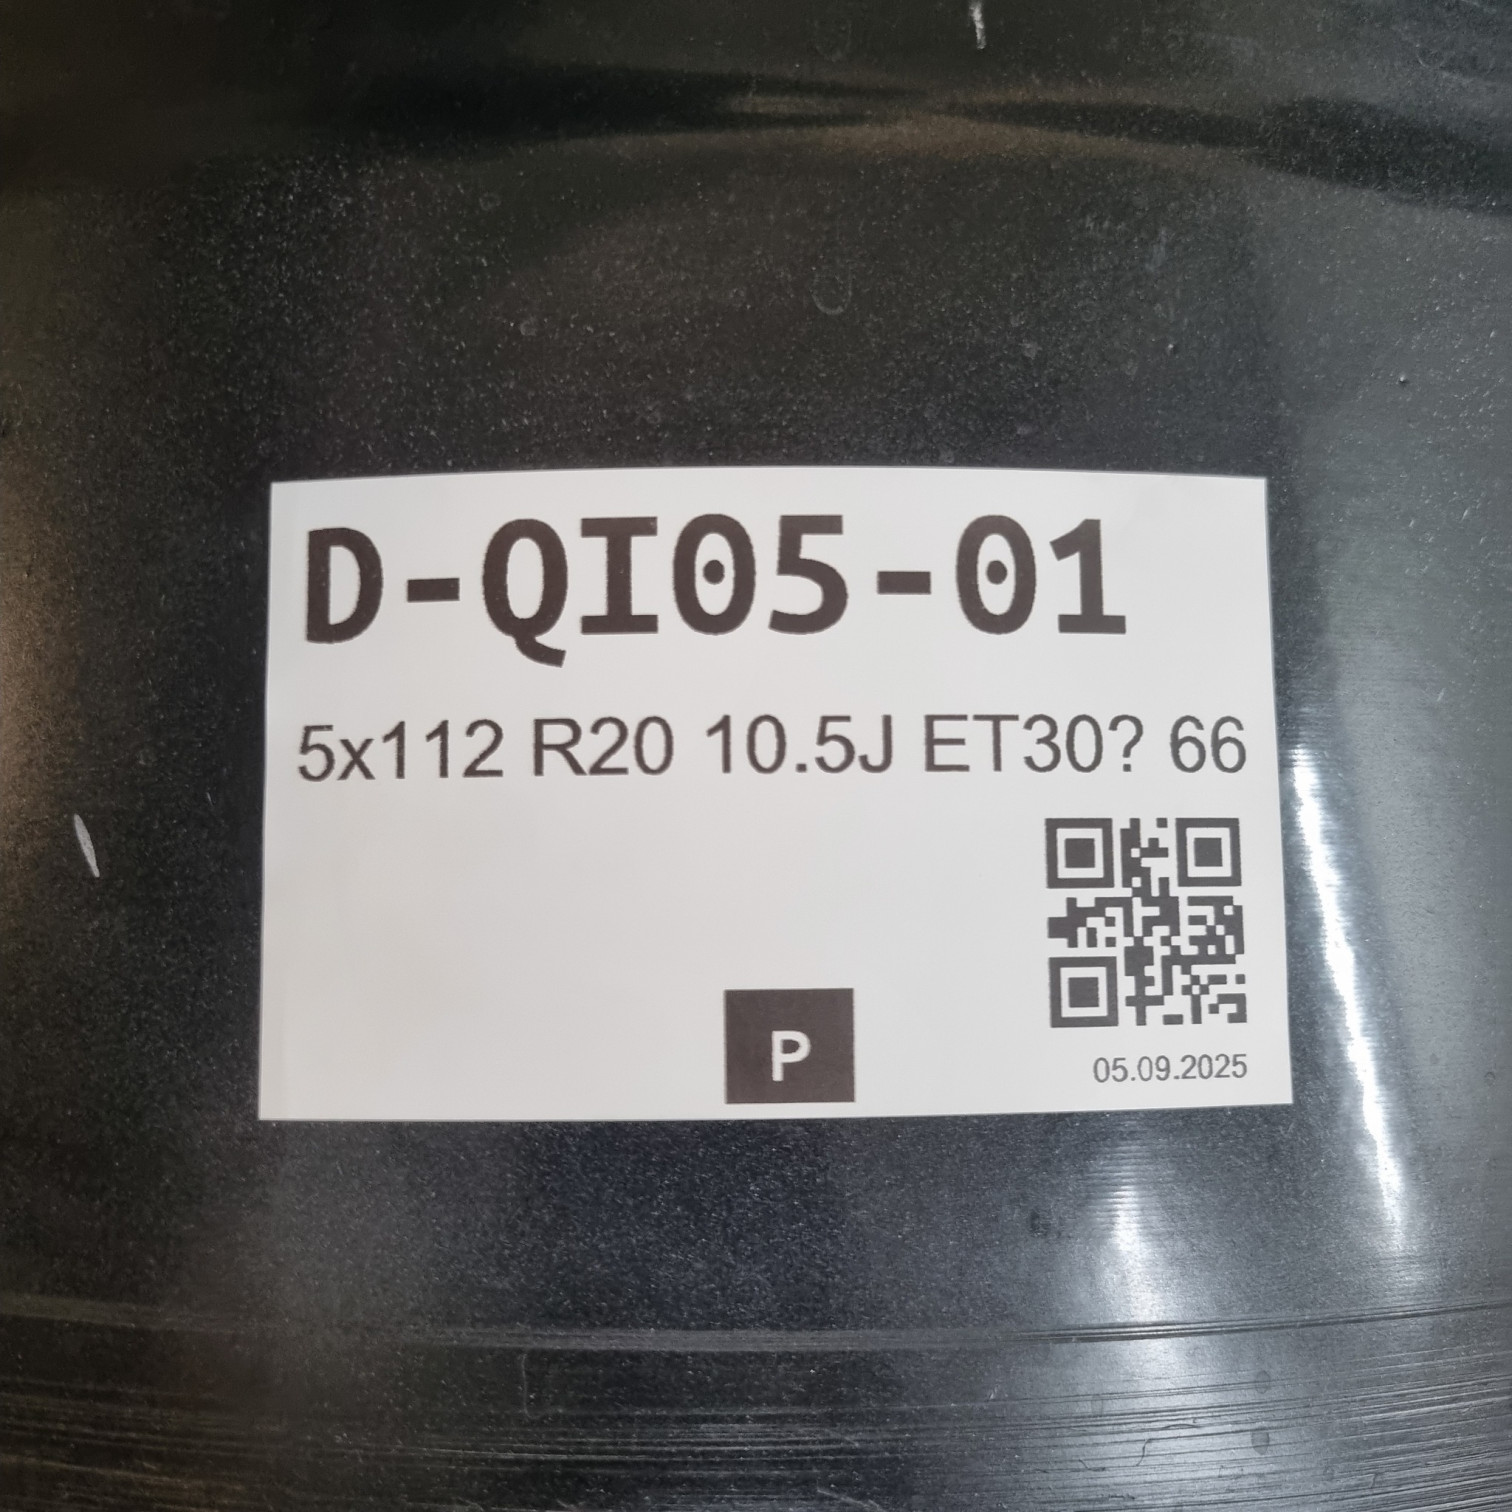 D-QI05-01
5x112 R20 10.5J ET30? 66
P
05.09.2025